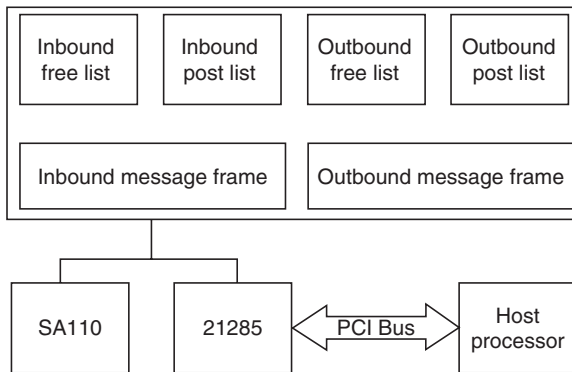 Inbound
free list
Inbound
post list
Outbound
free list
Outbound
post list
Inbound message frame
Outbound message frame
SA110
21285
PCI Bus
Host
processor